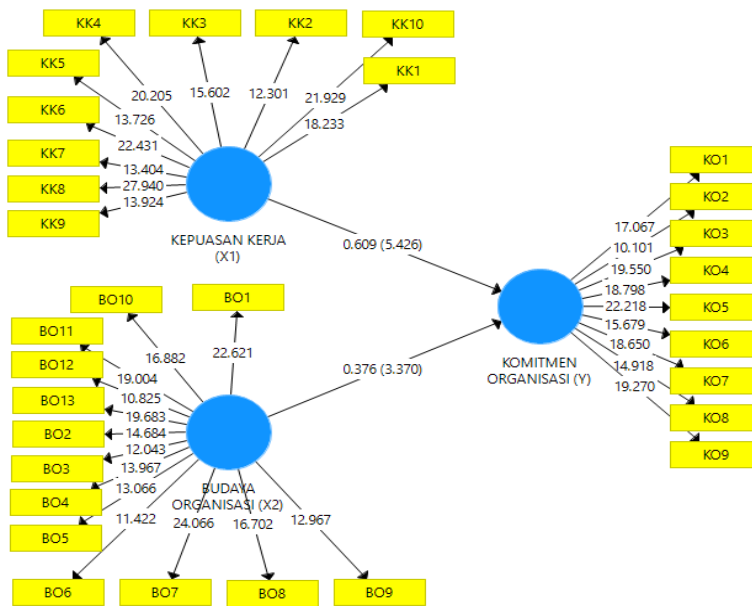 KK4
KK3
KK2
KK10
KK1
KK5
KK6
KK7
KK8
KK9
20.205
15.602
12.301
21.929
18.233
13.726
22.431
13.404
27.940
13.924
KEPUASAN KERJA
(X1)
0.609 (5.426)
KO1
KO2
KO3
KO4
KO5
KO6
KO7
KO8
KO9
17.067
10.101
19.550
18.798
22.218
15.679
18.650
14.918
19.270
KOMITMEN
ORGANISASI (Y)
BO10
BO1
BO11
BO12
BO13
BO2
BO3
BO4
BO5
16.882
22.621
19.004
10.825
19.683
14.684
12.043
13.967
13.066
11.422
24.066
16.702
12.967
0.376 (3.370)
BUDAYA
ORGANISASI (X2)
BO6
BO7
BO8
BO9